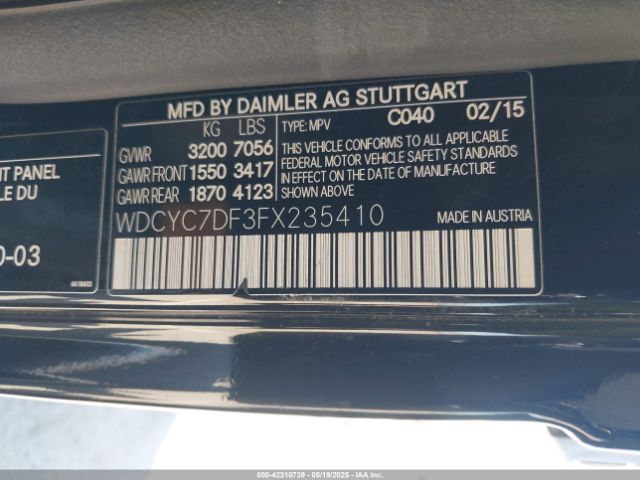 MFD BY DAIMLER AG STUTTGART
KG LBS TYPE: MPV C040 02/15
GVWR 3200 7056
GAWR FRONT 1550 3417
GAWR REAR 1870 4123
THIS VEHICLE CONFORMS TO ALL APPLICABLE
FEDERAL MOTOR VEHICLE SAFETY STANDARDS
IN EFFECT ON THE DATE OF MANUFACTURE
SHOWN ABOVE
WDCYC7DF3FX235410 MADE IN AUSTRIA
PANEL
LE DU
0-03
000-42310739 - 05/19/2025 - IAAI.COM